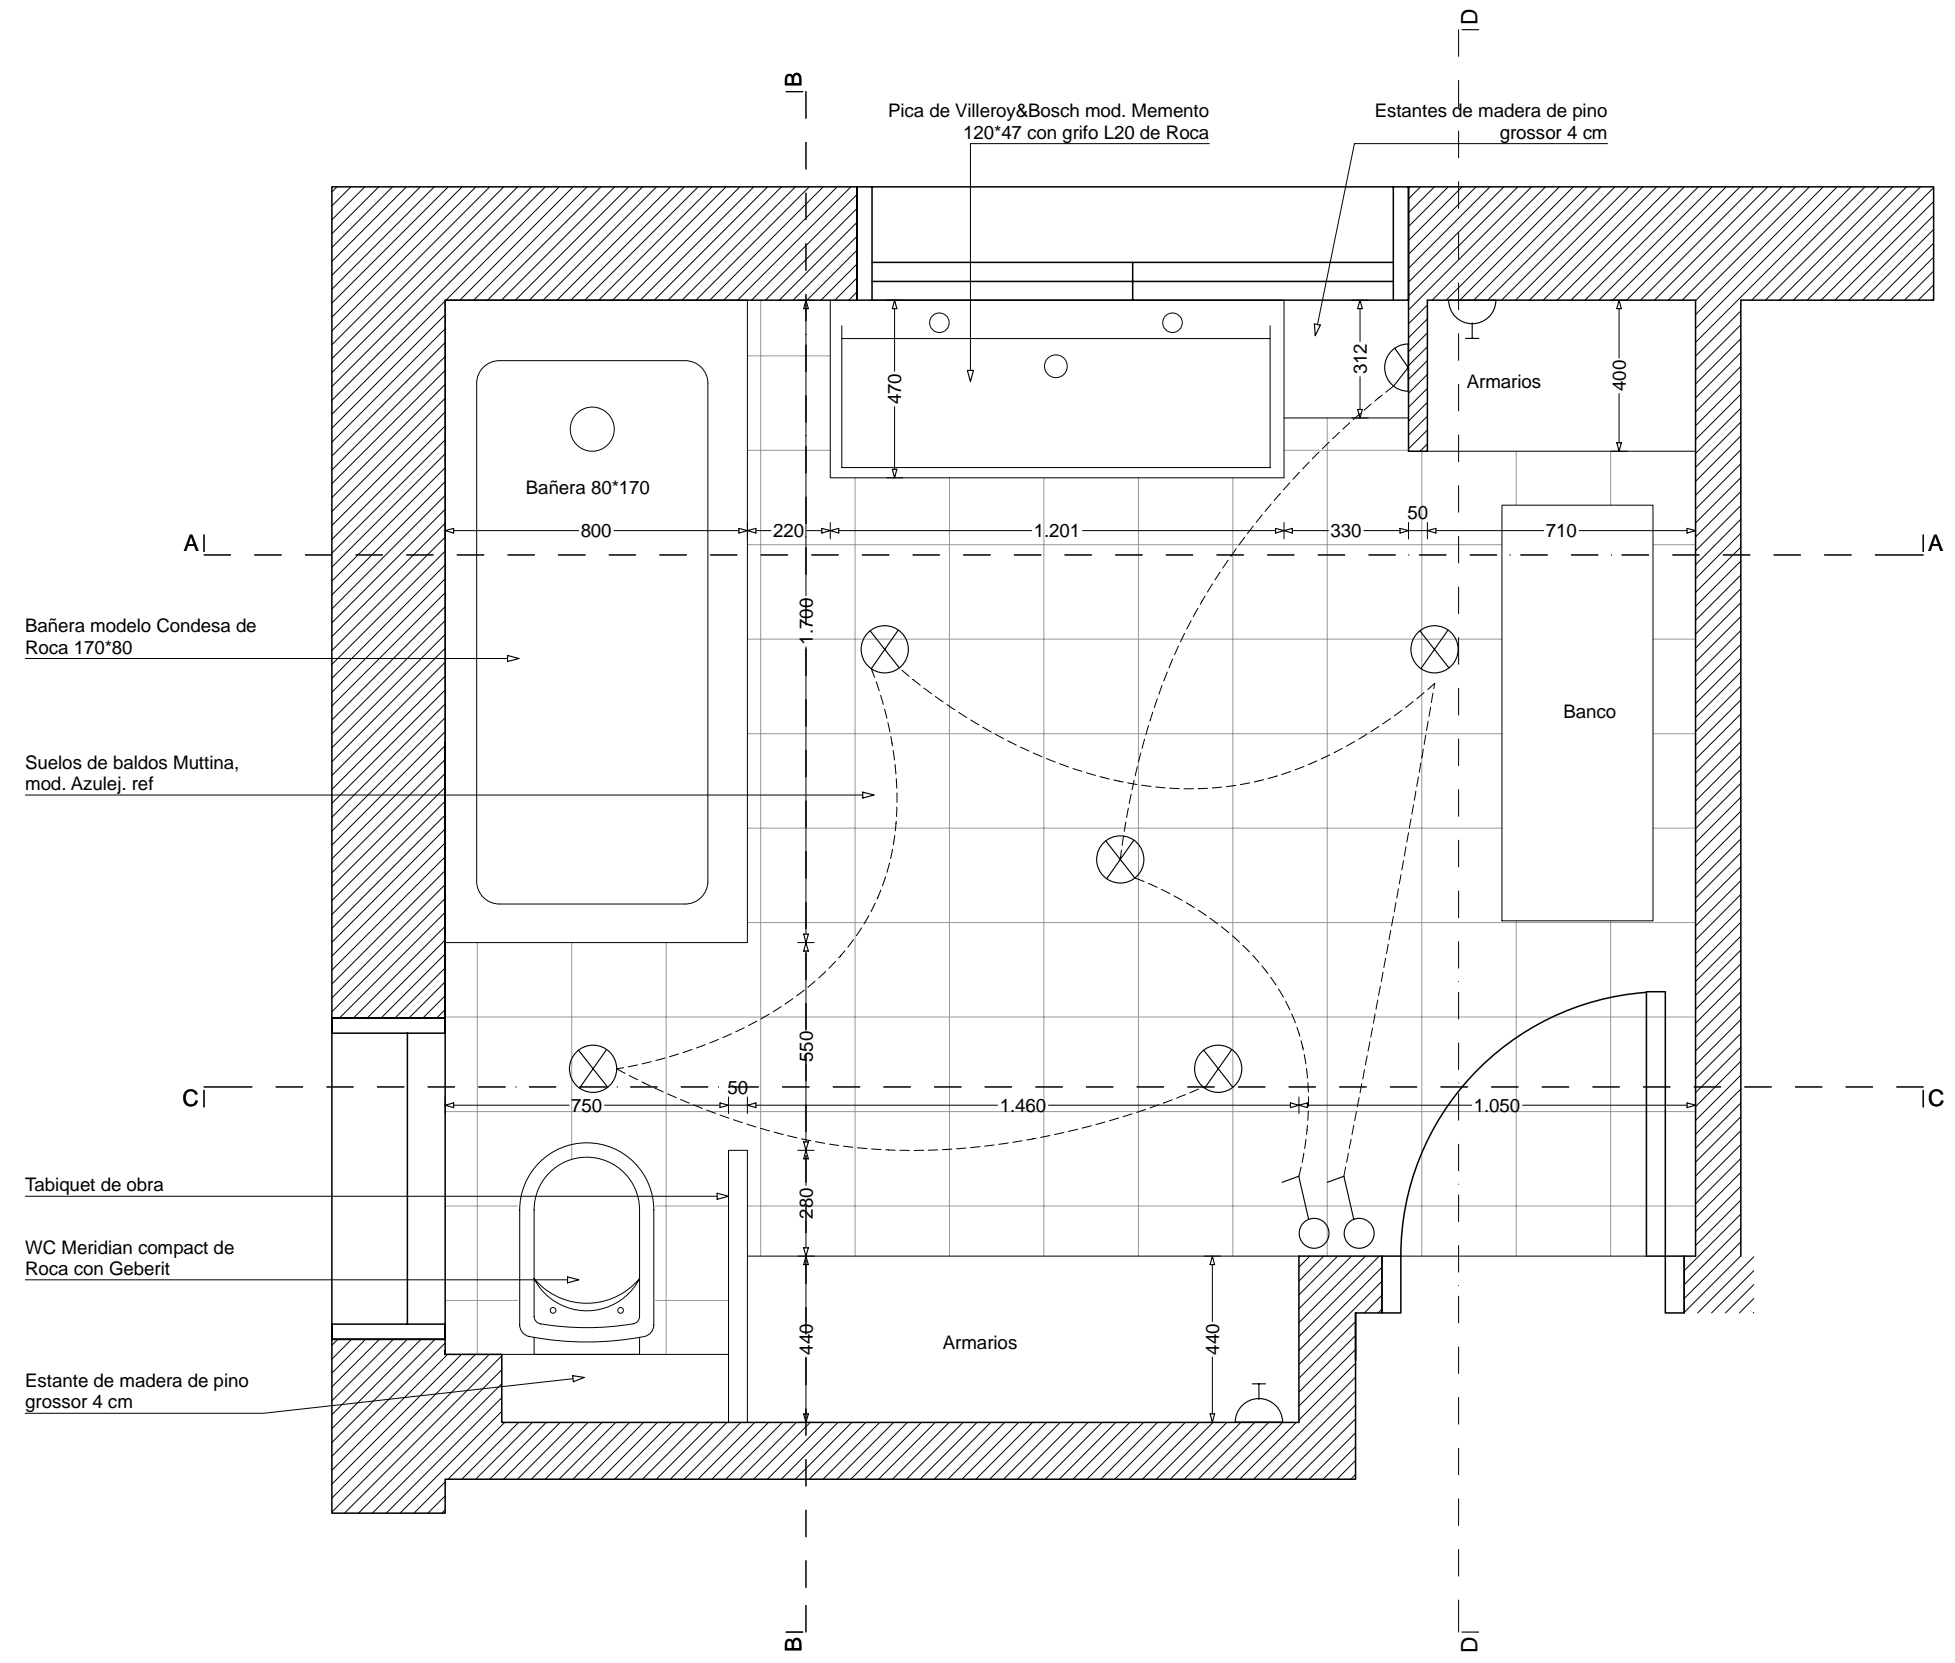 D
B
Pica de Villeroy&Bosch mod. Memento
120*47 con grifo L20 de Roca
Estantes de madera de pino
grossor 4 cm
470
312
Armarios
400
Bañera 80*170
800
220
1.201
330
50
710
A
A
1.700
Bañera modelo Condesa de
Roca 170*80
Banco
Suelos de baldos Muttina,
mod. Azulej. ref
550
C
750
50
1.460
1.050
C
Tabiquet de obra
280
WC Meridian compact de
Roca con Geberit
440
Armarios
440
Estante de madera de pino
grossor 4 cm
B
D